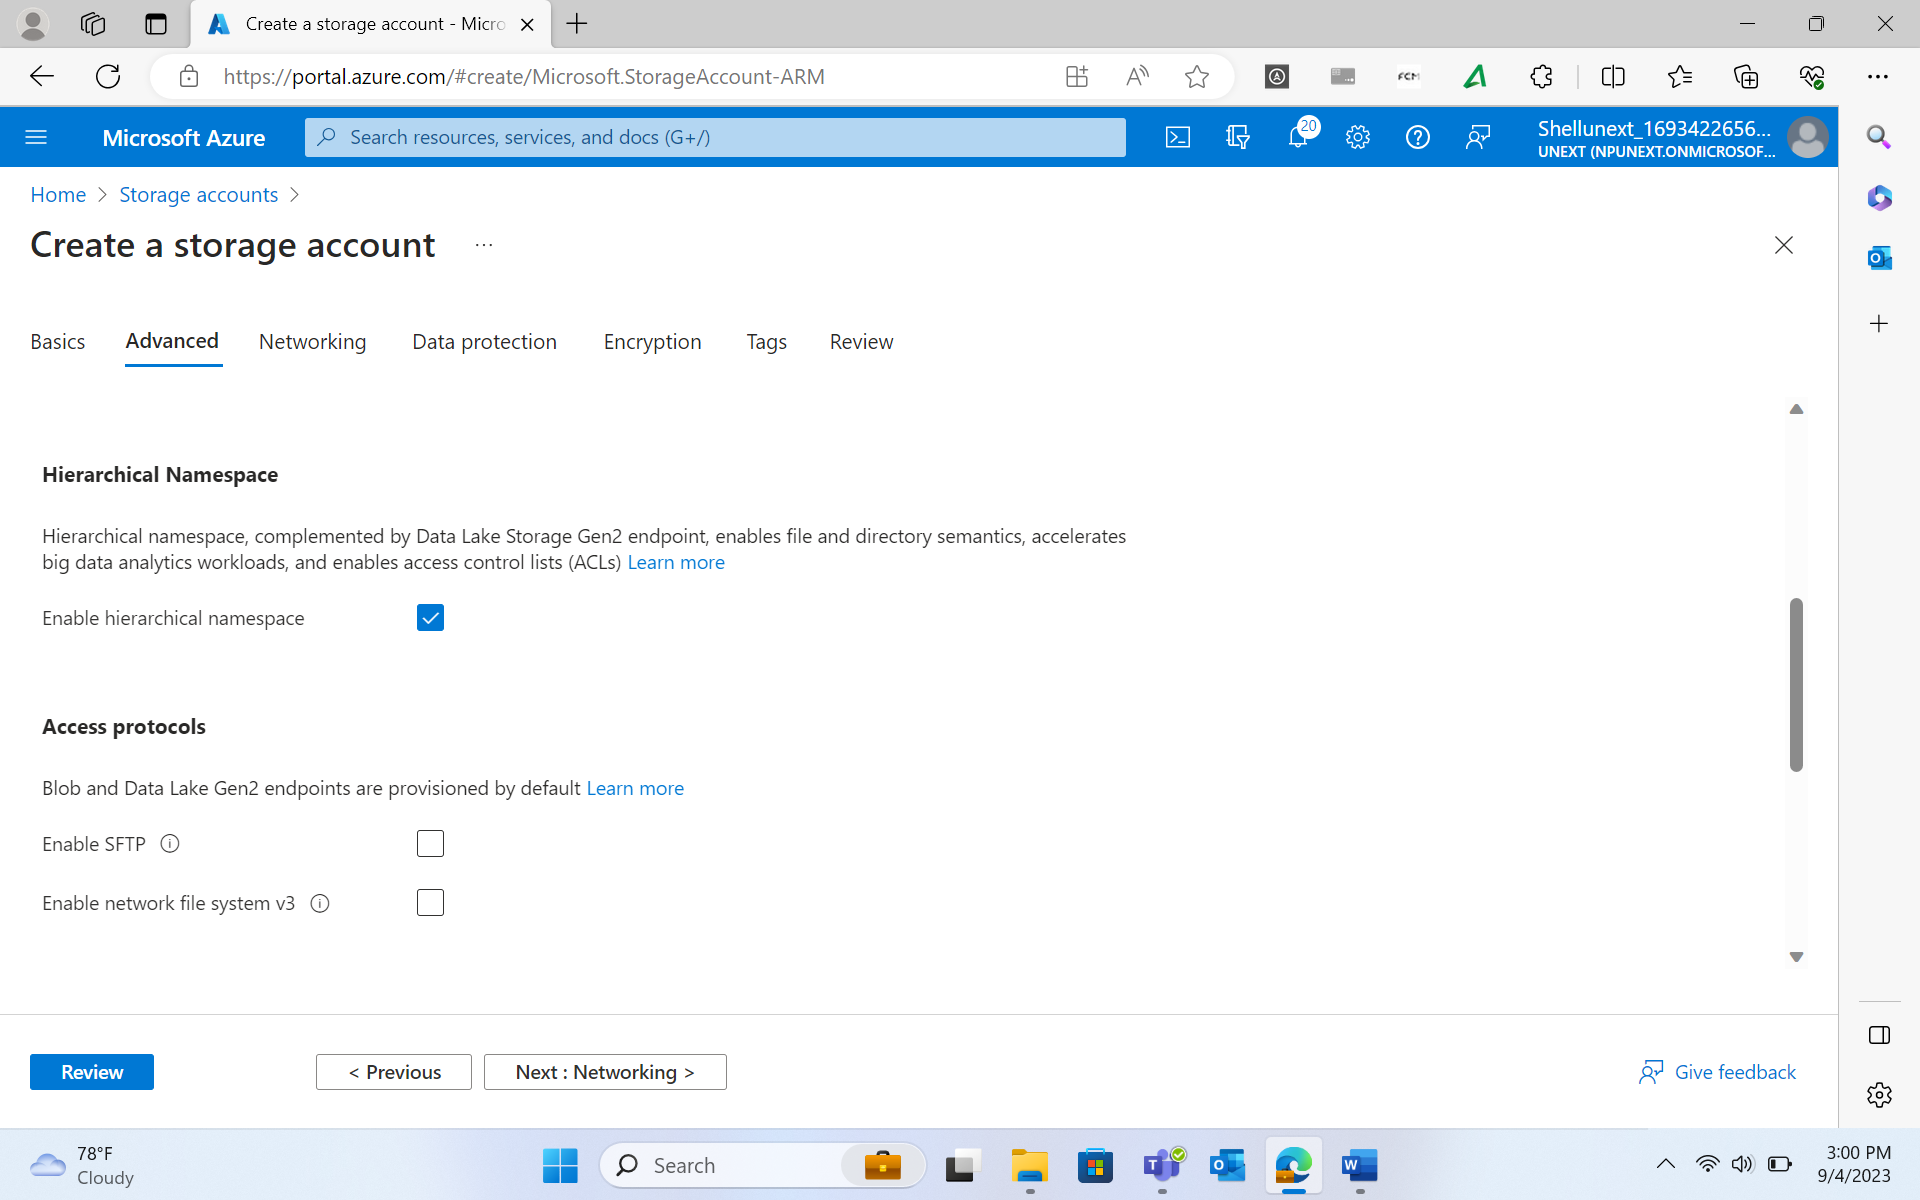 Create a storage account - Micro
https://portal.azure.com/#create/Microsoft.StorageAccount-ARM
FCM
Microsoft Azure
Search resources, services, and docs (G+/)
20
Shellunext_1693422656...
UNEXT (NPUNEXT.ONMICROSOF...
Home > Storage accounts >
Create a storage account ...
Basics Advanced Networking Data protection Encryption Tags Review
Hierarchical Namespace
Hierarchical namespace, complemented by Data Lake Storage Gen2 endpoint, enables file and directory semantics, accelerates
big data analytics workloads, and enables access control lists (ACLs) Learn more
Enable hierarchical namespace
Access protocols
Blob and Data Lake Gen2 endpoints are provisioned by default Learn more
Enable SFTP
Enable network file system v3
Review < Previous Next : Networking > Give feedback
78°F
Cloudy
Search
3:00 PM
9/4/2023